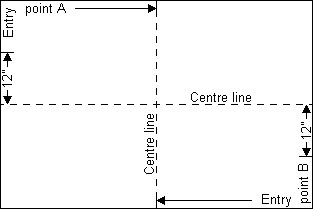 Entry
point A
12"
Centre line
Centre line
12"
point B
Entry